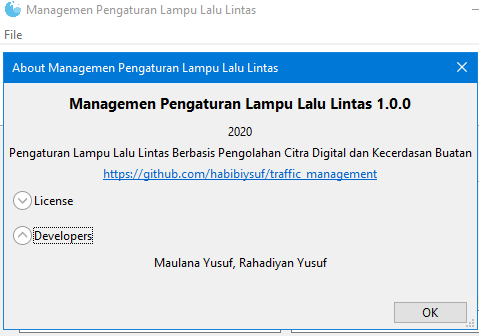 Managemen Pengaturan Lampu Lalu Lintas
File
About Managemen Pengaturan Lampu Lalu Lintas
Managemen Pengaturan Lampu Lalu Lintas 1.0.0
2020
Pengaturan Lampu Lalu Lintas Berbasis Pengolahan Citra Digital dan Kecerdasan Buatan
https://github.com/habibiysuf/traffic_management
License
Developers
Maulana Yusuf, Rahadiyan Yusuf
OK